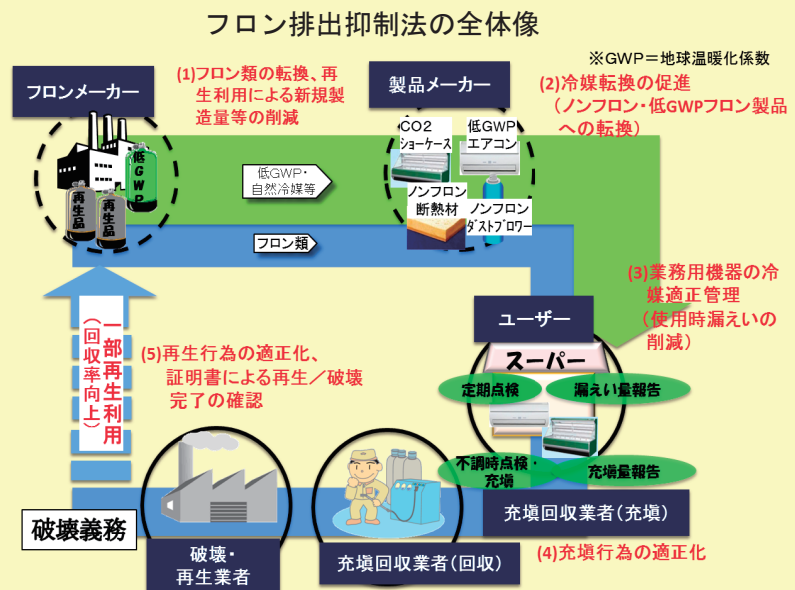 フロン排出抑制法の全体像
※GWP＝地球温暖化係数
フロンメーカー
(1)フロン類の転換、再
生利用による新規製
造量等の削減
製品メーカー
(2)冷媒転換の促進
（ノンフロン・低GWPフロン製品
への転換）
低GWP
再生品
再生品
低GWP・
自然冷媒等
CO2
ショーケース
低GWP
エアコン
ノンフロン
断熱材
ノンフロン
ダストブロワー
フロン類
(3)業務用機器の冷
媒適正管理
（使用時漏えいの
削減）
ユーザー
スーパー
定期点検
漏えい量報告
不調時点検・
充塡
充塡量報告
一部再生利用
（回収率向上）
(5)再生行為の適正化、
証明書による再生／破壊
完了の確認
破壊義務
破壊・
再生業者
充塡回収業者（回収）
充塡回収業者（充塡）
(4)充塡行為の適正化